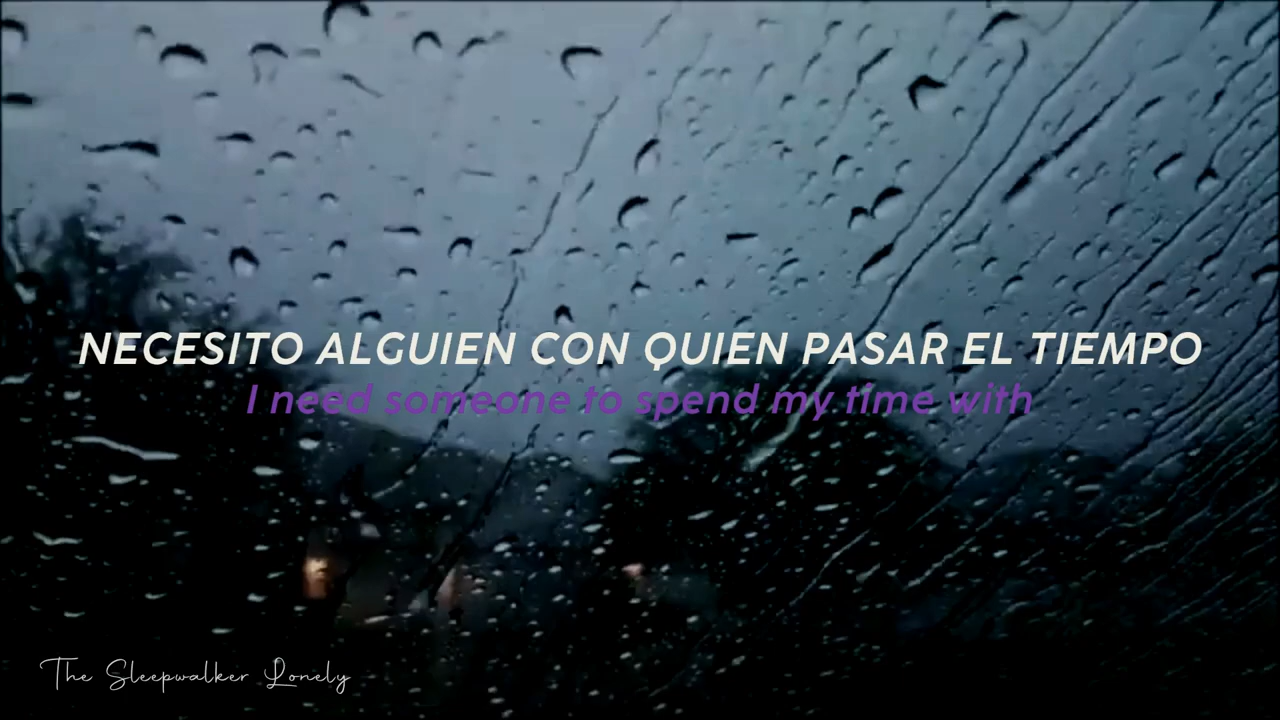 NECESITO ALGUIEN CON QUIEN PASAR EL TIEMPO
I need someone to spend my time with
The Sleepwalker Lonely